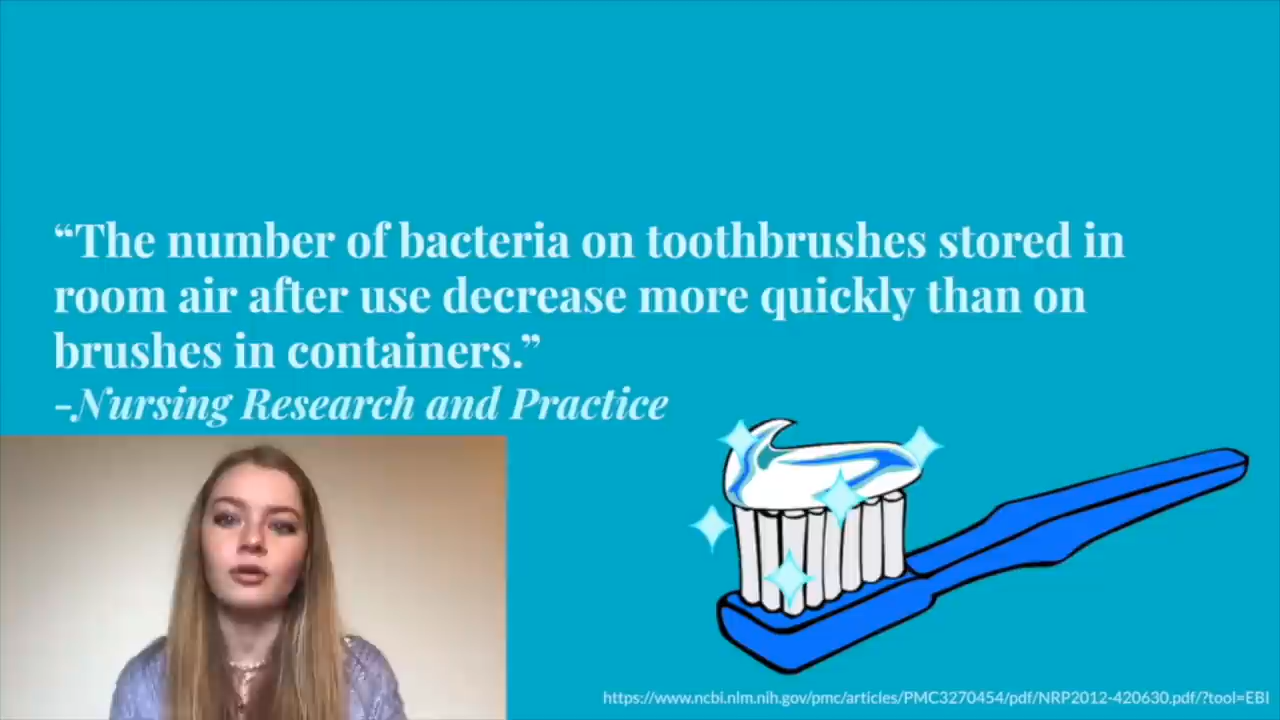 “The number of bacteria on toothbrushes stored in
room air after use decrease more quickly than on
brushes in containers.”
-Nursing Research and Practice
https://www.ncbi.nlm.nih.gov/pmc/articles/PMC3270454/pdf/NRP2012-420630.pdf/?tool=EBI